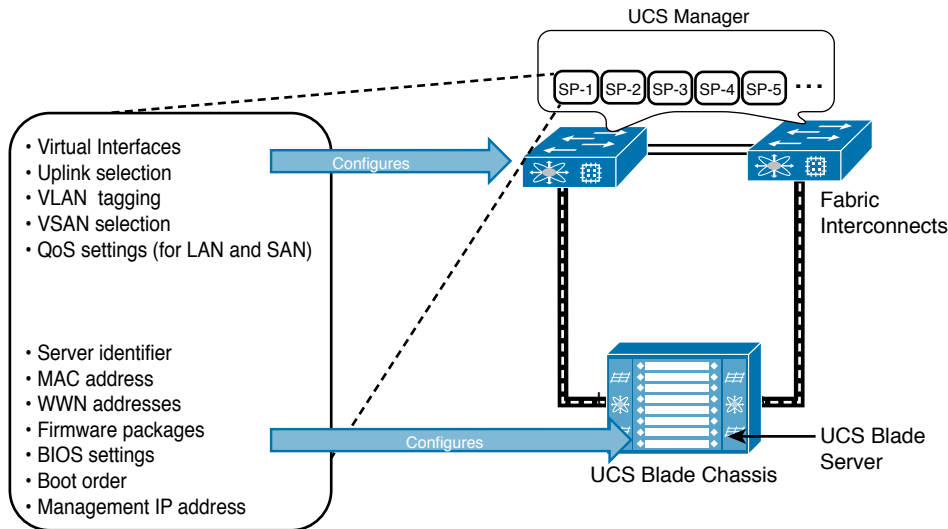 UCS Manager
SP-1 SP-2 SP-3 SP-4 SP-5 ...
• Virtual Interfaces
• Uplink selection
• VLAN tagging
• VSAN selection
• QoS settings (for LAN and SAN)
Configures
Fabric
Interconnects
• Server identifier
• MAC address
• WWN addresses
• Firmware packages
• BIOS settings
• Boot order
• Management IP address
Configures
UCS Blade Chassis
UCS Blade
Server